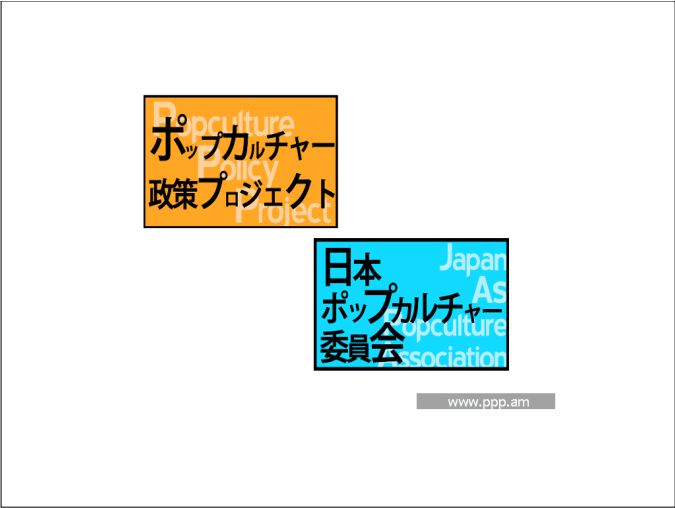 Popculture
ポップカルチャー
Policy
政策プロジェクト
Project
Japan
日本
As
ポップカルチャー
Popculture
委員会
Association
www.ppp.am